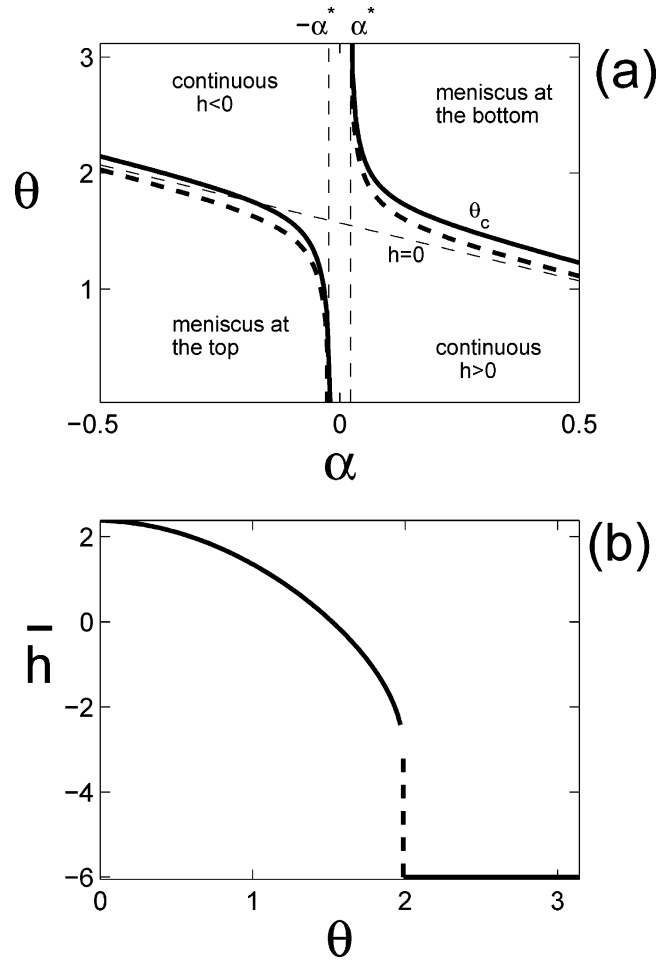 −α* α*
(a)
3
continuous
h<0
meniscus at
the bottom
θ
2
θc
h=0
1
meniscus at
the top
continuous
h>0
−0.5 0 0.5
α
(b)
2
0
h̅
−2
−4
−6
0 1 2 3
θ